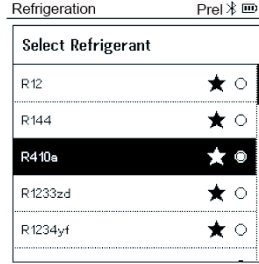 Refrigeration Prel
Select Refrigerant
R12
R144
R410a
R1233zd
R1234yf